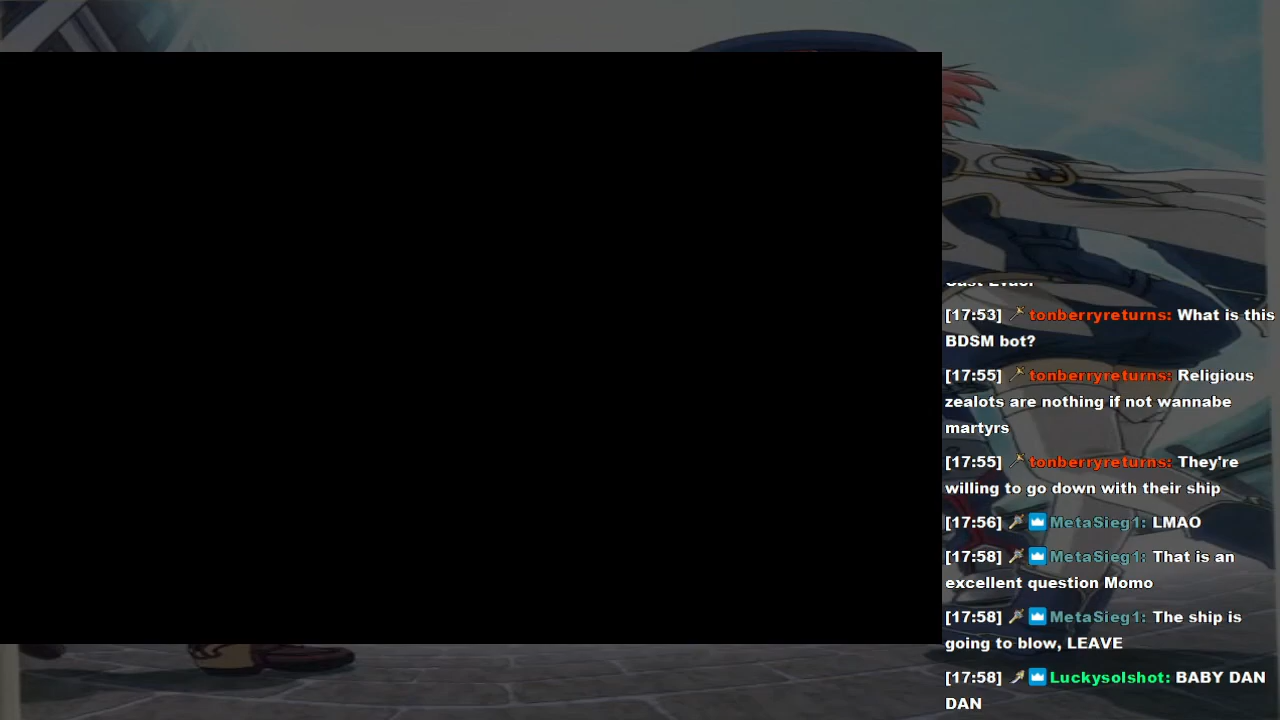 [17:53] tonberryreturns: What is this
BDSM bot?
[17:55] tonberryreturns: Religious
zealots are nothing if not wannabe
martyrs
[17:55] tonberryreturns: They're
willing to go down with their ship
[17:56] MetaSieg1: LMAO
[17:58] MetaSieg1: That is an
excellent question Momo
[17:58] MetaSieg1: The ship is
going to blow, LEAVE
[17:58] Luckysolshot: BABY DAN
DAN